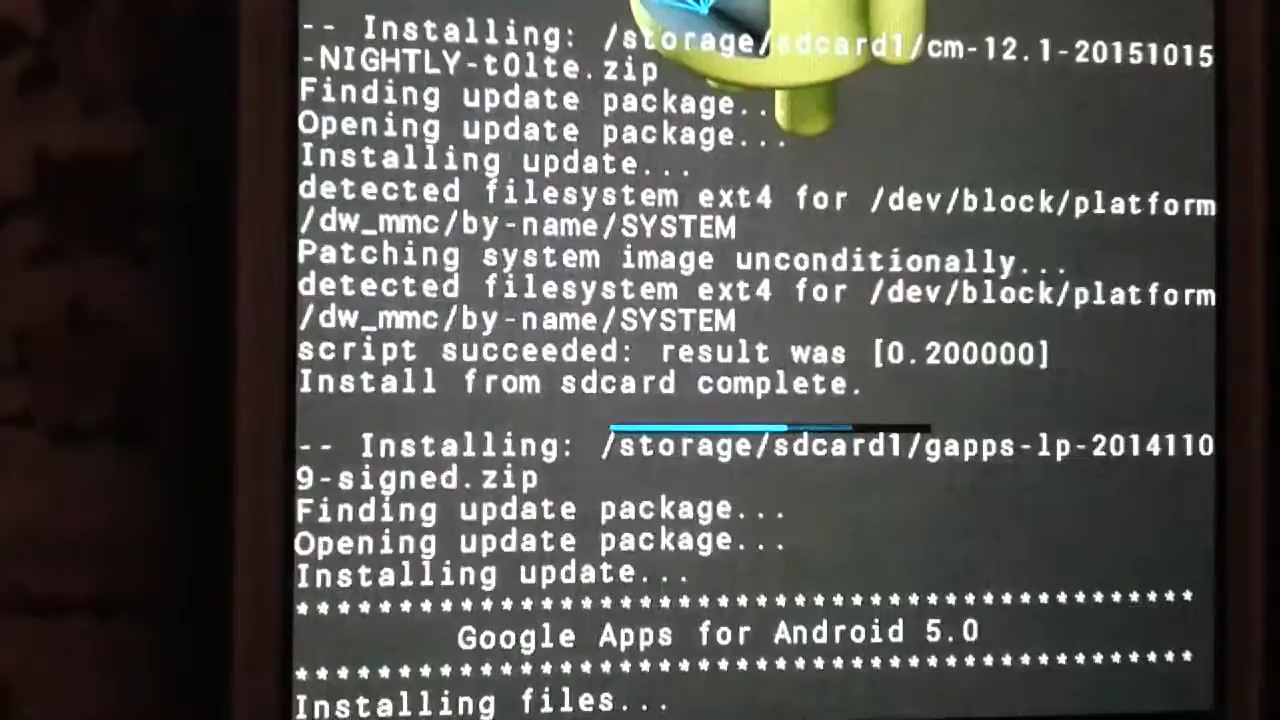 -- Installing: /storage/sdcard1/cm-12.1-20151015
-NIGHTLY-t0lte.zip
Finding update package...
Opening update package...
Installing update...
detected filesystem ext4 for /dev/block/platform
/dw_mmc/by-name/SYSTEM
Patching system image unconditionally...
detected filesystem ext4 for /dev/block/platform
/dw_mmc/by-name/SYSTEM
script succeeded: result was [0.200000]
Install from sdcard complete.
-- Installing: /storage/sdcard1/gapps-lp-2014110
9-signed.zip
Finding update package...
Opening update package...
Installing update...
************************************************
Google Apps for Android 5.0
************************************************
Installing files...